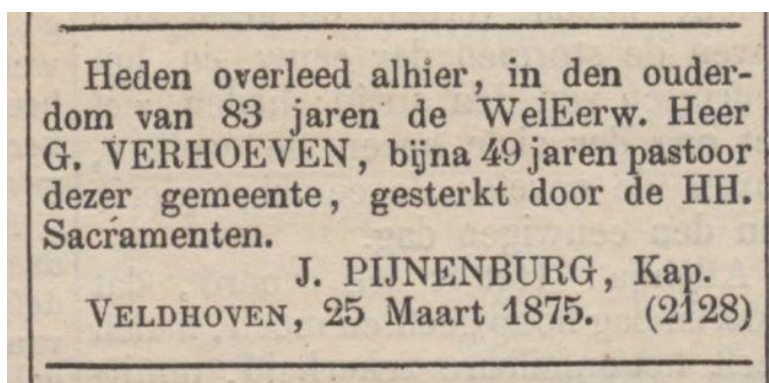 Heden overleed alhier, in den ouder-
dom van 83 jaren de WelEerw. Heer
G. VERHOEVEN, bijna 49 jaren pastoor
dezer gemeente, gesterkt door de HH.
Sacramenten.
J. PIJNENBURG, Kap.
VELDHOVEN, 25 Maart 1875. (2128)